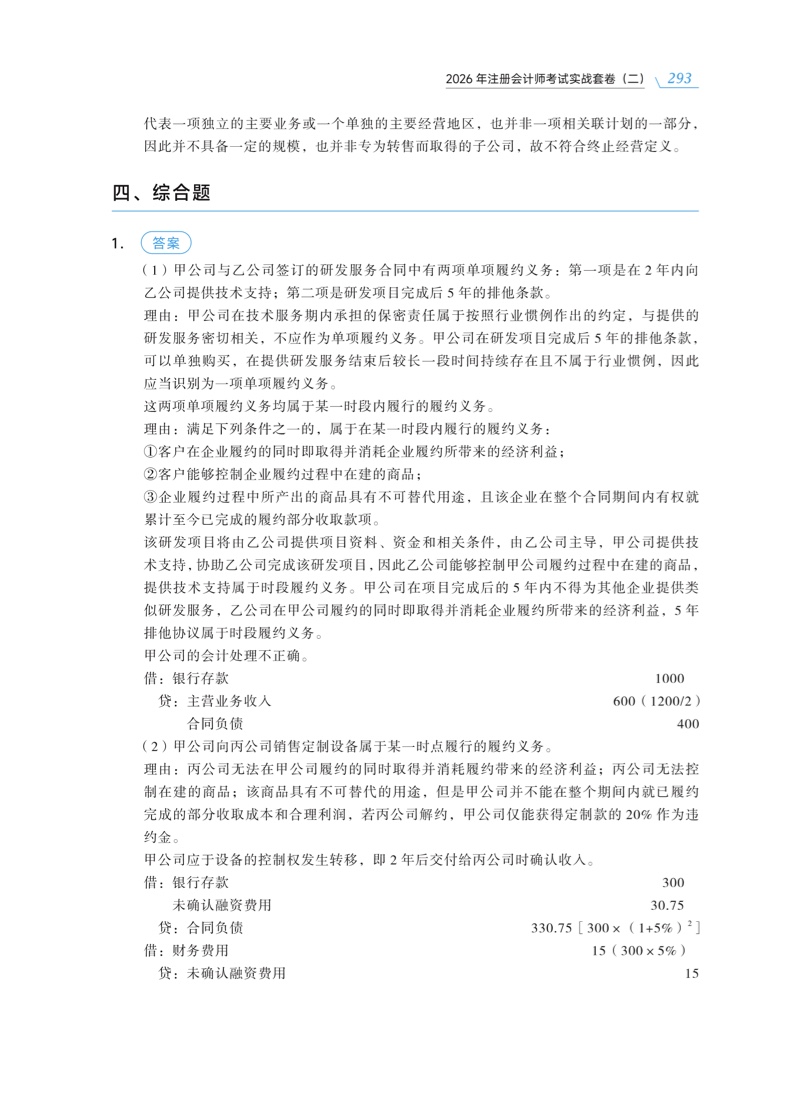 2026 年注册会计师考试实战套卷（二） 293
代表一项独立的主要业务或一个单独的主要经营地区，也并非一项相关联计划的一部分，
因此并不具备一定的规模，也并非专为转售而取得的子公司，故不符合终止经营定义。
四、综合题
1. 答案
（1）甲公司与乙公司签订的研发服务合同中有两项单项履约义务：第一项是在 2 年内向
乙公司提供技术支持；第二项是研发项目完成后 5 年的排他条款。
理由：甲公司在技术服务期内承担的保密责任属于按照行业惯例作出的约定，与提供的
研发服务密切相关，不应作为单项履约义务。甲公司在研发项目完成后 5 年的排他条款，
可以单独购买，在提供研发服务结束后较长一段时间持续存在且不属于行业惯例，因此
应当识别为一项单项履约义务。
这两项单项履约义务均属于某一时段内履行的履约义务。
理由：满足下列条件之一的，属于在某一时段内履行的履约义务：
①客户在企业履约的同时即取得并消耗企业履约所带来的经济利益；
②客户能够控制企业履约过程中在建的商品；
③企业履约过程中所产出的商品具有不可替代用途，且该企业在整个合同期间内有权就
累计至今已完成的履约部分收取款项。
该研发项目将由乙公司提供项目资料、资金和相关条件，由乙公司主导，甲公司提供技
术支持，协助乙公司完成该研发项目，因此乙公司能够控制甲公司履约过程中在建的商品，
提供技术支持属于时段履约义务。甲公司在项目完成后的 5 年内不得为其他企业提供类
似研发服务，乙公司在甲公司履约的同时即取得并消耗企业履约所带来的经济利益，5 年
排他协议属于时段履约义务。
甲公司的会计处理不正确。
借：银行存款 1000
贷：主营业务收入 600（1200/2）
合同负债 400
（2）甲公司向丙公司销售定制设备属于某一时点履行的履约义务。
理由：丙公司无法在甲公司履约的同时取得并消耗履约带来的经济利益；丙公司无法控
制在建的商品；该商品具有不可替代的用途，但是甲公司并不能在整个期间内就已履约
完成的部分收取成本和合理利润，若丙公司解约，甲公司仅能获得定制款的 20% 作为违
约金。
甲公司应于设备的控制权发生转移，即 2 年后交付给丙公司时确认收入。
借：银行存款 300
未确认融资费用 30.75
贷：合同负债 330.75［300×（1+5%）²］
借：财务费用 15（300×5%）
贷：未确认融资费用 15